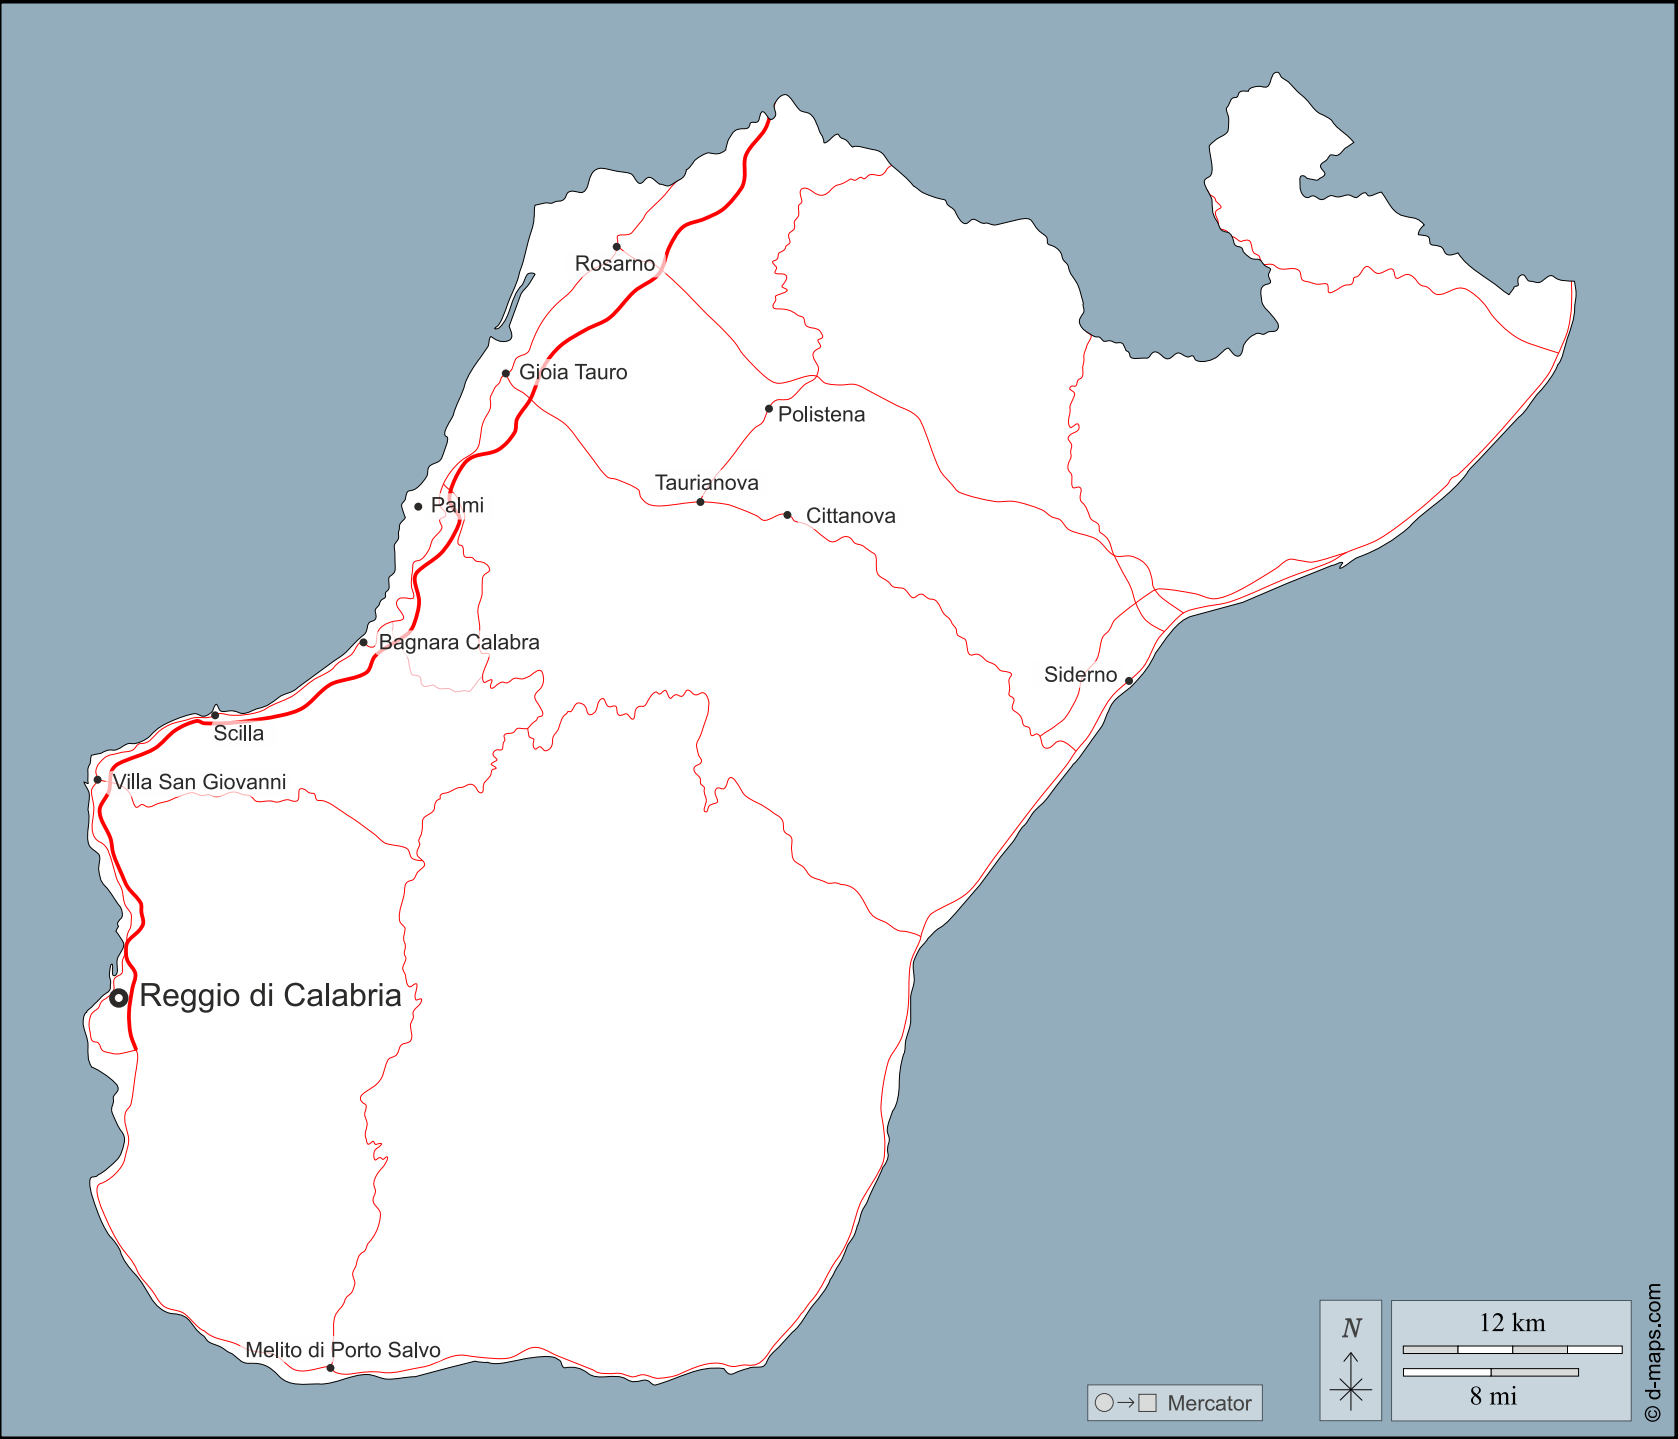 Rosarno
Gioia Tauro
Polistena
Taurianova
Palmi
Cittanova
Bagnara Calabra
Siderno
Scilla
Villa San Giovanni
Reggio di Calabria
Melito di Porto Salvo
N
12 km
8 mi
Mercator
© d-maps.com